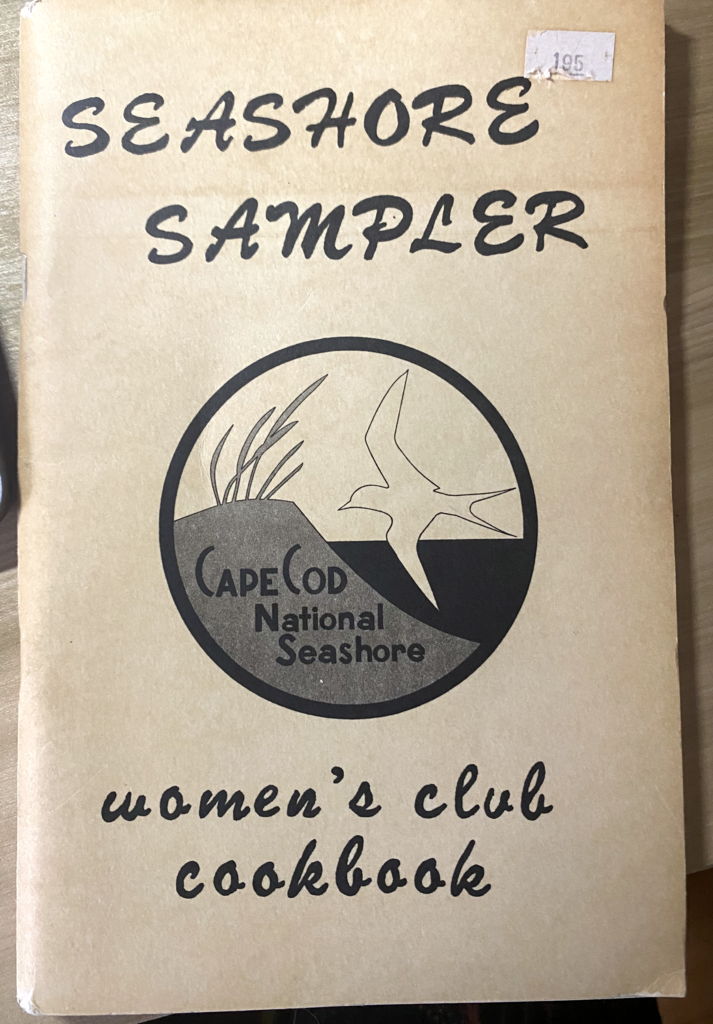 195
SEASHORE
SAMPLER
CAPE COD
National
Seashore
women's club
cookbook